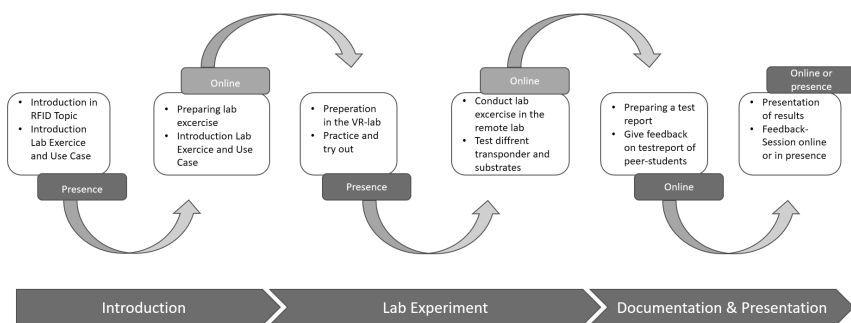 • Introduction in
RFID Topic
• Introduction
Lab Exercice
and Use Case
Presence
Online
• Preparing lab
excercise
• Introduction Lab
Exercice and Use
Case
• Preperation
in the VR-lab
• Practice and
try out
Presence
Online
• Conduct lab
excercise in the
remote lab
• Test diffrent
transponder and
substrates
• Preparing a test
report
• Give feedback
on testreport of
peer-students
Online
Online or
presence
• Presentation
of results
• Feedback-
Session online
or in presence
Introduction
Lab Experiment
Documentation & Presentation